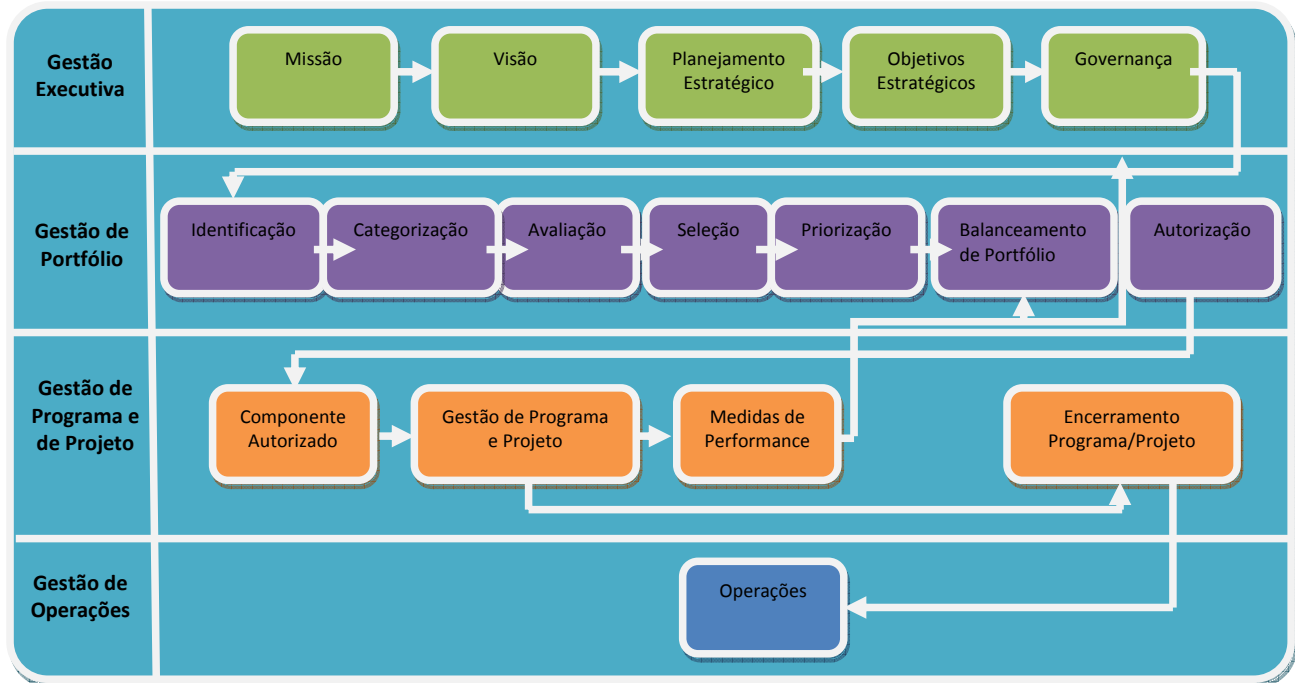 Gestão
Executiva
Missão
Visão
Planejamento
Estratégico
Objetivos
Estratégicos
Governança
Gestão de
Portfólio
Identificação
Categorização
Avaliação
Seleção
Priorização
Balanceamento
de Portfólio
Autorização
Gestão de
Programa e
de Projeto
Componente
Autorizado
Gestão de Programa
e Projeto
Medidas de
Performance
Encerramento
Programa/Projeto
Gestão de
Operações
Operações